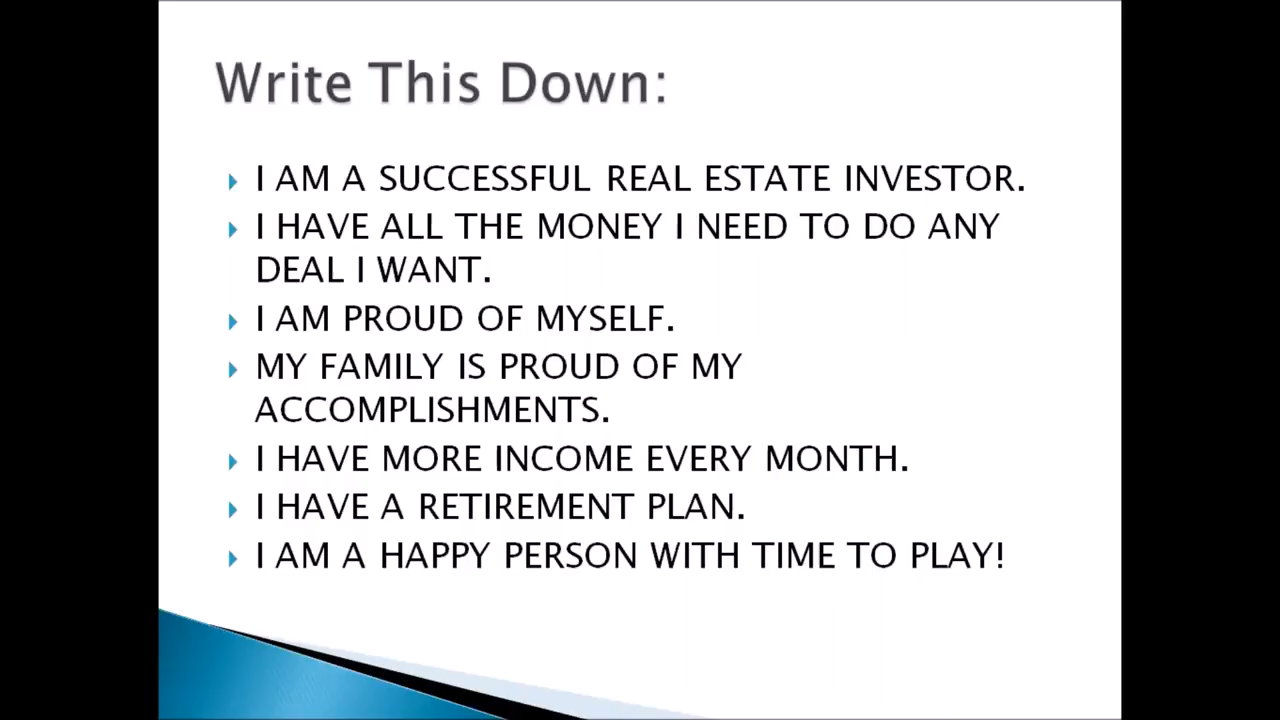 Write This Down:
I AM A SUCCESSFUL REAL ESTATE INVESTOR.
I HAVE ALL THE MONEY I NEED TO DO ANY
DEAL I WANT.
I AM PROUD OF MYSELF.
MY FAMILY IS PROUD OF MY
ACCOMPLISHMENTS.
I HAVE MORE INCOME EVERY MONTH.
I HAVE A RETIREMENT PLAN.
I AM A HAPPY PERSON WITH TIME TO PLAY!